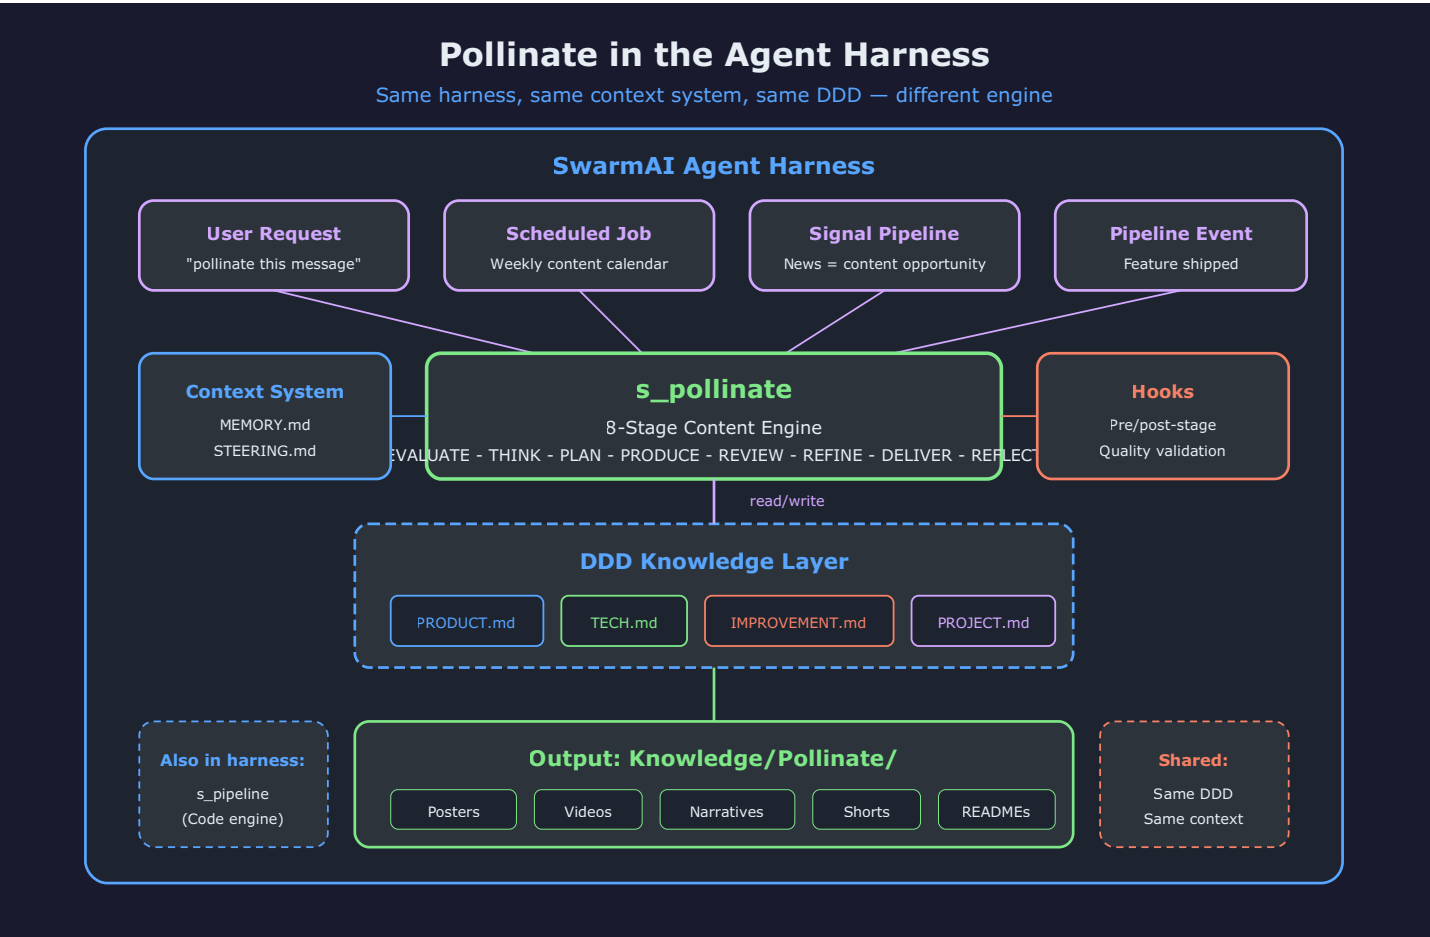 Pollinate in the Agent Harness
Same harness, same context system, same DDD — different engine
SwarmAI Agent Harness
User Request
"pollinate this message"
Scheduled Job
Weekly content calendar
Signal Pipeline
News = content opportunity
Pipeline Event
Feature shipped
Context System
MEMORY.md
STEERING.md
s_pollinate
8-Stage Content Engine
EVALUATE - THINK - PLAN - PRODUCE - REVIEW - REFINE - DELIVER - REFLECT
Hooks
Pre/post-stage
Quality validation
read/write
DDD Knowledge Layer
PRODUCT.md
TECH.md
IMPROVEMENT.md
PROJECT.md
Also in harness:
s_pipeline
(Code engine)
Output: Knowledge/Pollinate/
Posters
Videos
Narratives
Shorts
READMEs
Shared:
Same DDD
Same context